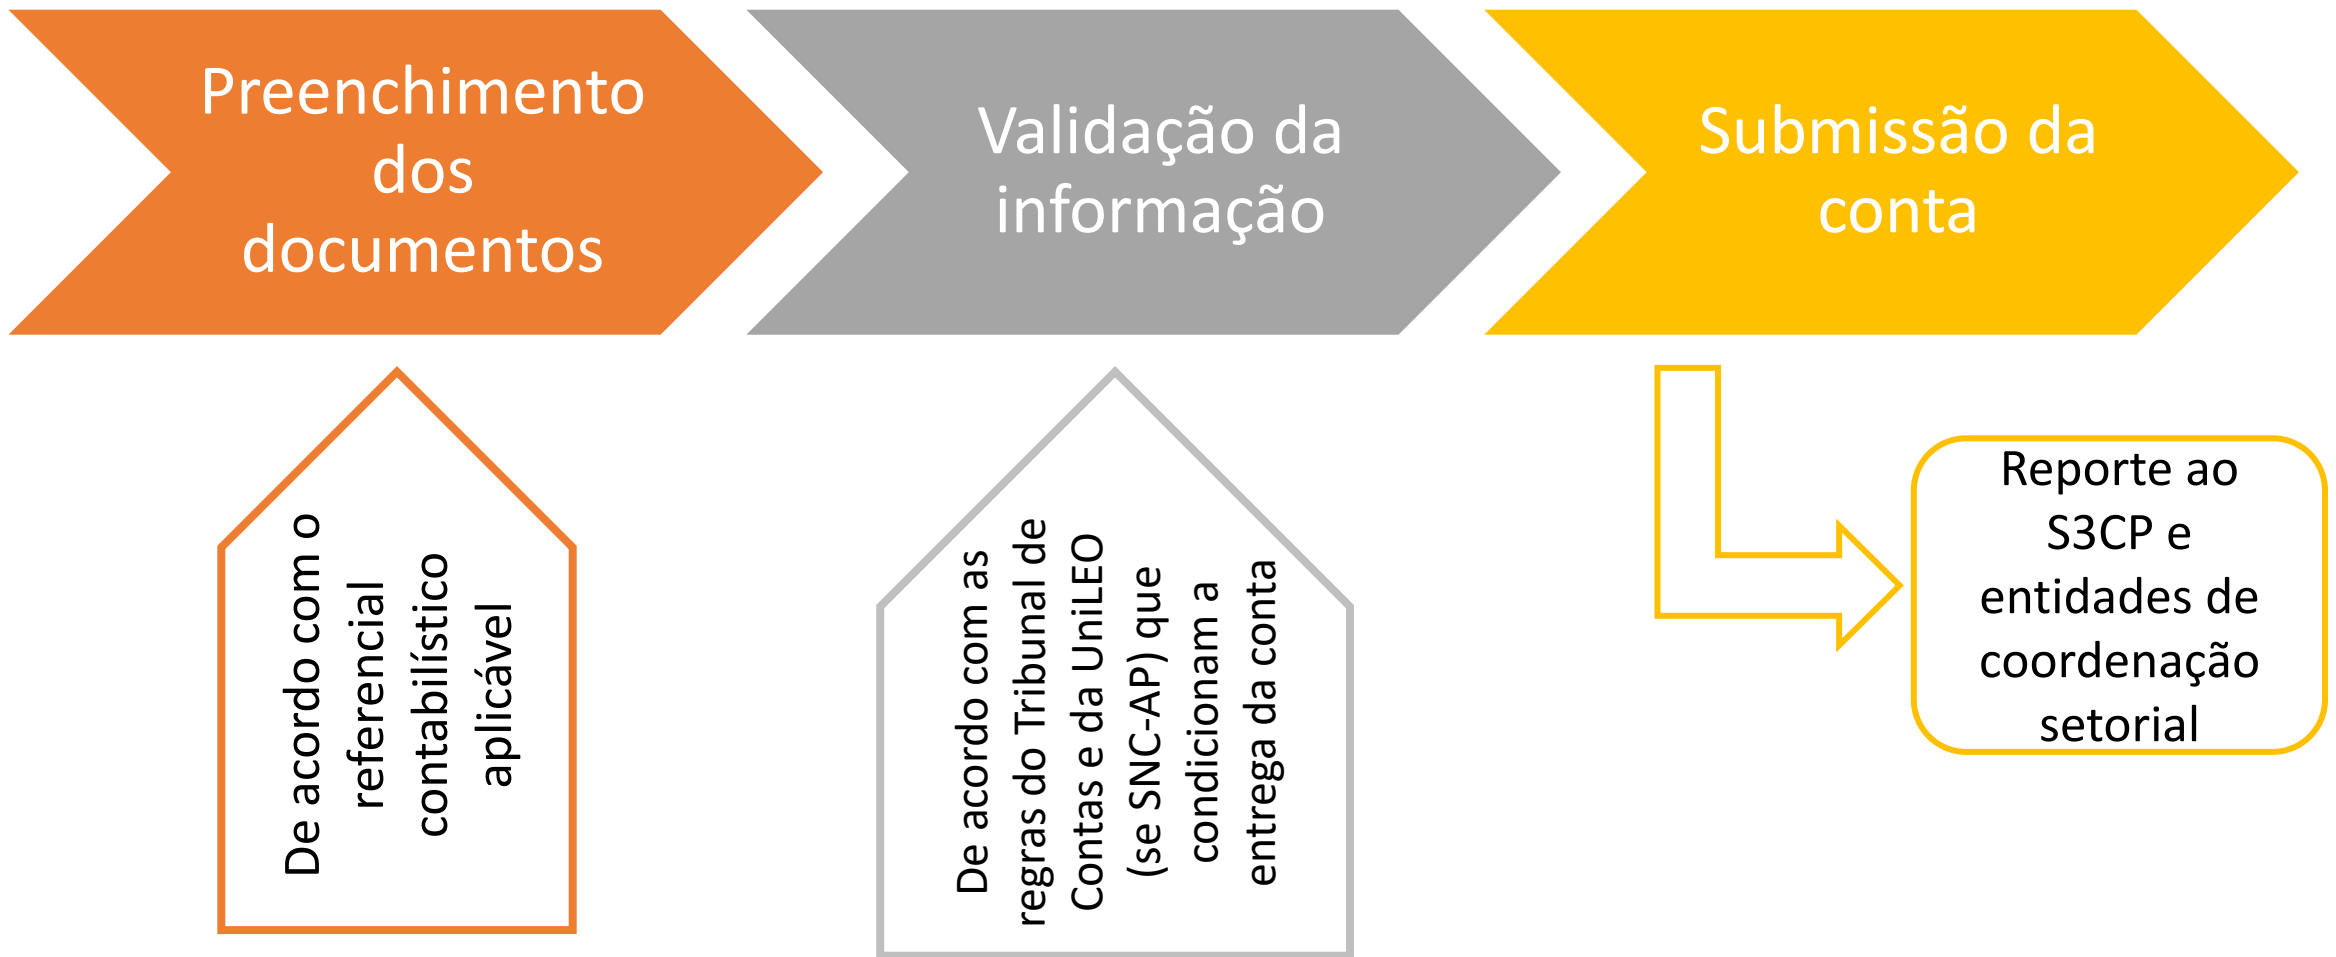 Preenchimento
dos
documentos
Validação da
informação
Submissão da
conta
De acordo com o
referencial
contabilístico
aplicável
De acordo com as
regras do Tribunal de
Contas e da UniLEO
(se SNC-AP) que
condicionam a
entrega da conta
Reporte ao
S3CP e
entidades de
coordenação
setorial